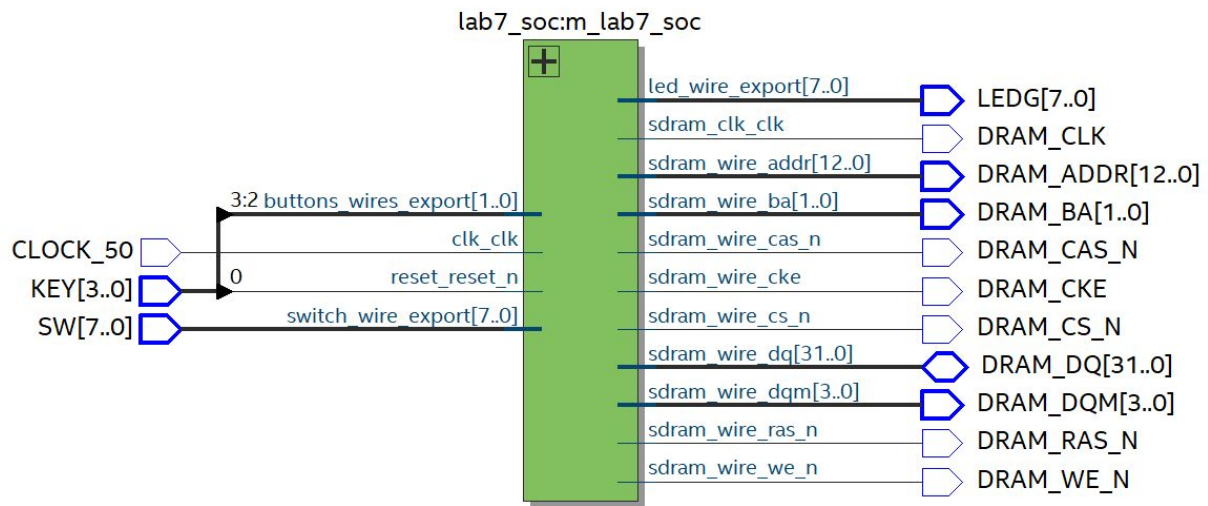 lab7_soc:m_lab7_soc
led_wire_export[7..0] LEDG[7..0]
sdram_clk_clk DRAM_CLK
sdram_wire_addr[12..0] DRAM_ADDR[12..0]
3:2 buttons_wires_export[1..0] sdram_wire_ba[1..0] DRAM_BA[1..0]
CLOCK_50 clk_clk sdram_wire_cas_n DRAM_CAS_N
KEY[3..0] 0 reset_reset_n sdram_wire_cke DRAM_CKE
SW[7..0] switch_wire_export[7..0] sdram_wire_cs_n DRAM_CS_N
sdram_wire_dq[31..0] DRAM_DQ[31..0]
sdram_wire_dqm[3..0] DRAM_DQM[3..0]
sdram_wire_ras_n DRAM_RAS_N
sdram_wire_we_n DRAM_WE_N